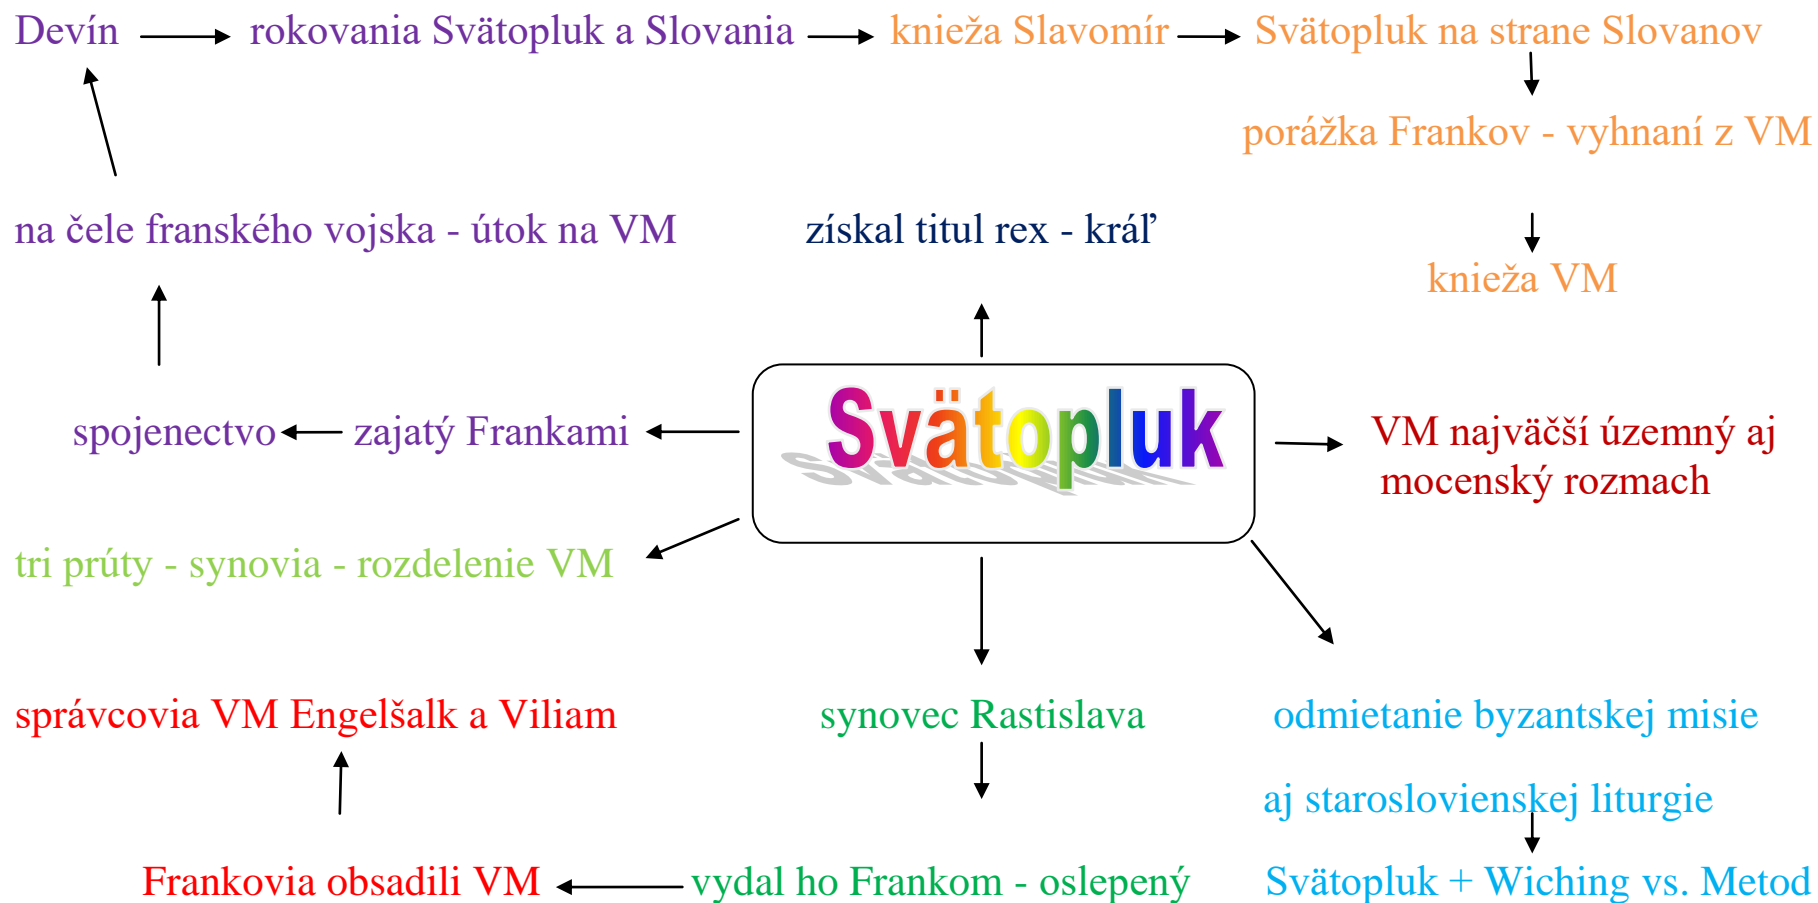 Devín rokovania Svätopluk a Slovania knieža Slavomír Svätopluk na strane Slovanov
porážka Frankov - vyhnaní z VM
na čele franského vojska - útok na VM získal titul rex - kráľ
knieža VM
Svätopluk
spojenectvo zajatý Frankami VM najväčší územný aj
mocenský rozmach
tri prúty - synovia - rozdelenie VM
správcovia VM Engelšalk a Viliam synovec Rastislava odmietanie byzantskej misie
aj staroslovienskej liturgie
Frankovia obsadili VM vydal ho Frankom - oslepený Svätopluk + Wiching vs. Metod